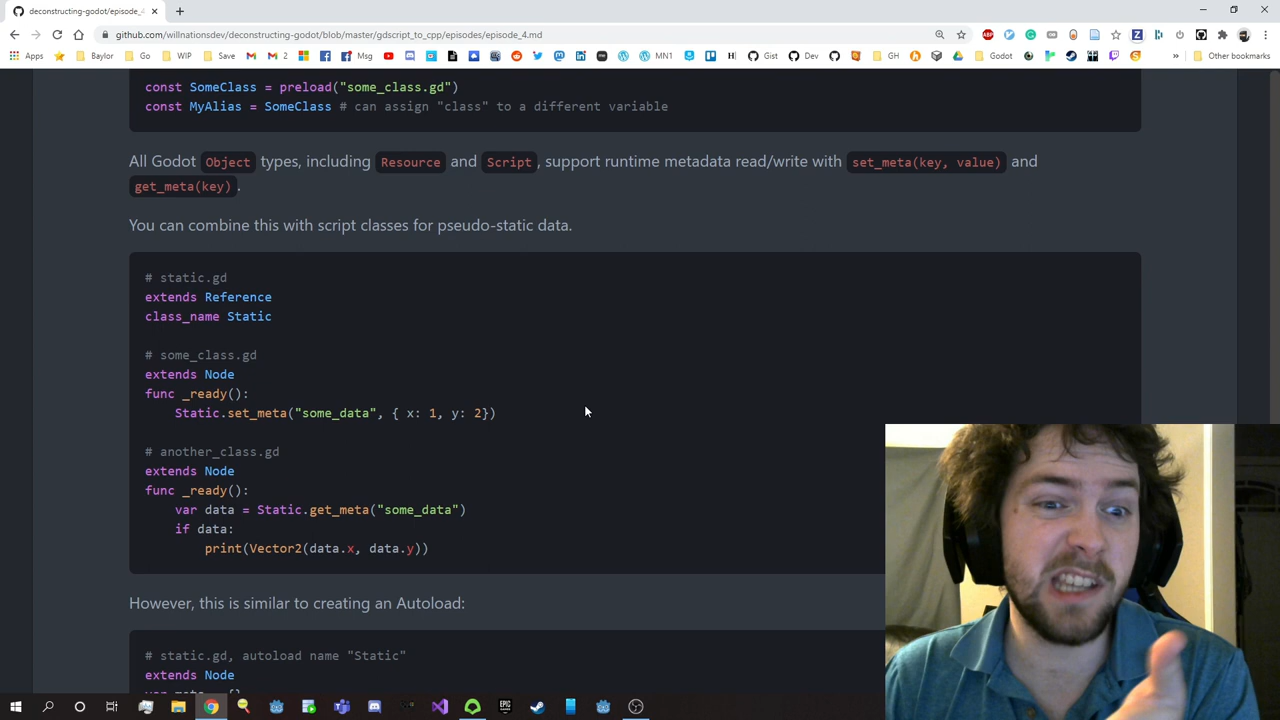 deconstructing-godot/episode_4
github.com/willnationsdev/deconstructing-godot/blob/master/gdscript_to_cpp/episodes/episode_4.md
Apps Baylor Go WIP Save M 2 Msg MN1 Gist Dev GH Godot » Other bookmarks
const SomeClass = preload("some_class.gd")
const MyAlias = SomeClass # can assign "class" to a different variable
All Godot Object types, including Resource and Script, support runtime metadata read/write with set_meta(key, value) and
get_meta(key).
You can combine this with script classes for pseudo-static data.
# static.gd
extends Reference
class_name Static
# some_class.gd
extends Node
func _ready():
Static.set_meta("some_data", { x: 1, y: 2})
# another_class.gd
extends Node
func _ready():
var data = Static.get_meta("some_data")
if data:
print(Vector2(data.x, data.y))
However, this is similar to creating an Autoload:
# static.gd, autoload name "Static"
extends Node